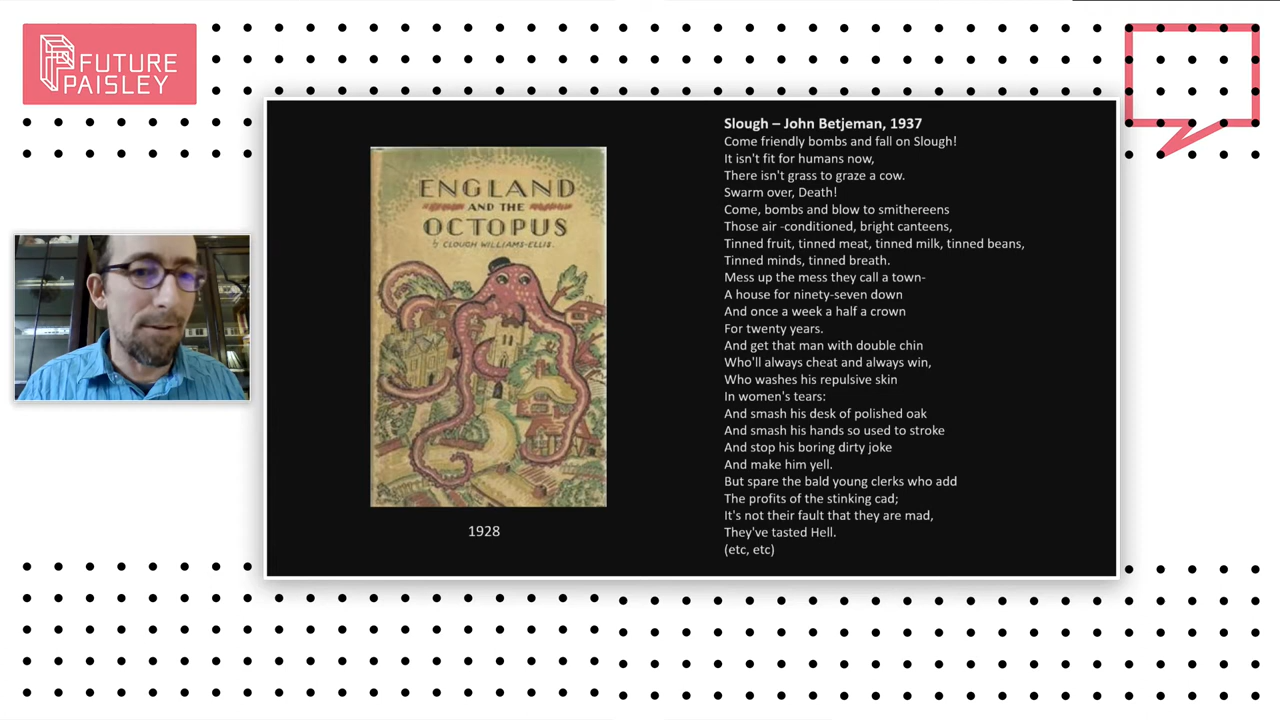 FUTURE
PAISLEY
ENGLAND
AND THE
OCTOPUS
by CLOUGH WILLIAMS-ELLIS.
1928
Slough – John Betjeman, 1937
Come friendly bombs and fall on Slough!
It isn't fit for humans now,
There isn't grass to graze a cow.
Swarm over, Death!
Come, bombs and blow to smithereens
Those air -conditioned, bright canteens,
Tinned fruit, tinned meat, tinned milk, tinned beans,
Tinned minds, tinned breath.
Mess up the mess they call a town-
A house for ninety-seven down
And once a week a half a crown
For twenty years.
And get that man with double chin
Who'll always cheat and always win,
Who washes his repulsive skin
In women's tears:
And smash his desk of polished oak
And smash his hands so used to stroke
And stop his boring dirty joke
And make him yell.
But spare the bald young clerks who add
The profits of the stinking cad;
It's not their fault that they are mad,
They've tasted Hell.
(etc, etc)